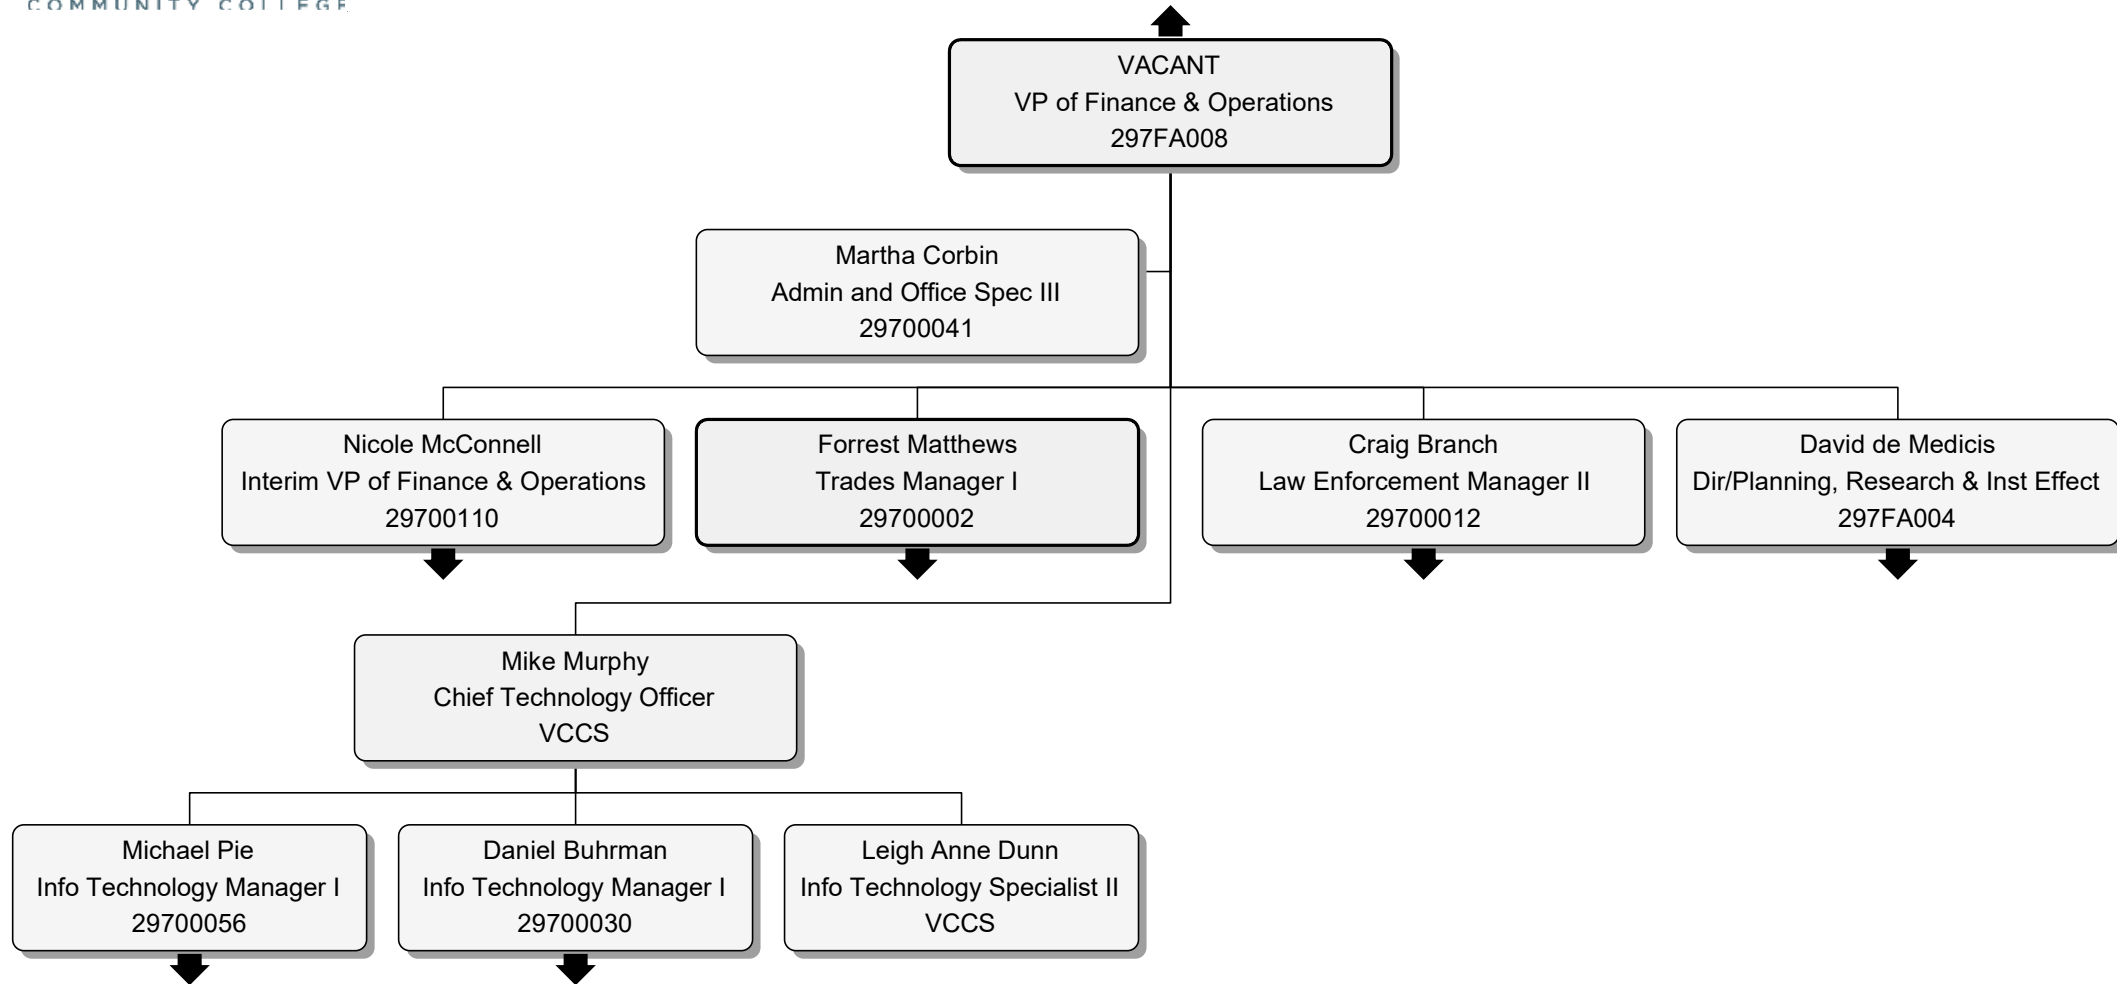 COMMUNITY COLLEGE
VACANT
VP of Finance & Operations
297FA008
Martha Corbin
Admin and Office Spec III
29700041
Nicole McConnell
Interim VP of Finance & Operations
29700110
Forrest Matthews
Trades Manager I
29700002
Craig Branch
Law Enforcement Manager II
29700012
David de Medicis
Dir/Planning, Research & Inst Effect
297FA004
Mike Murphy
Chief Technology Officer
VCCS
Michael Pie
Info Technology Manager I
29700056
Daniel Buhrman
Info Technology Manager I
29700030
Leigh Anne Dunn
Info Technology Specialist II
VCCS